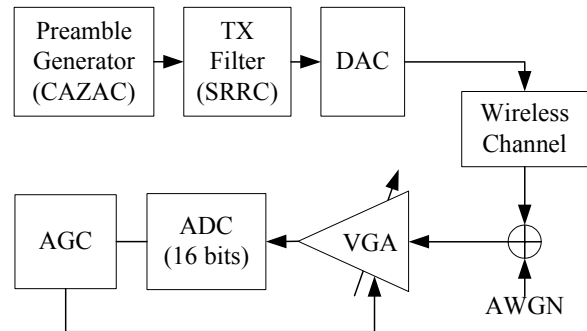 Preamble
Generator
(CAZAC)
TX
Filter
(SRRC)
DAC
Wireless
Channel
AGC
ADC
(16 bits)
VGA
AWGN